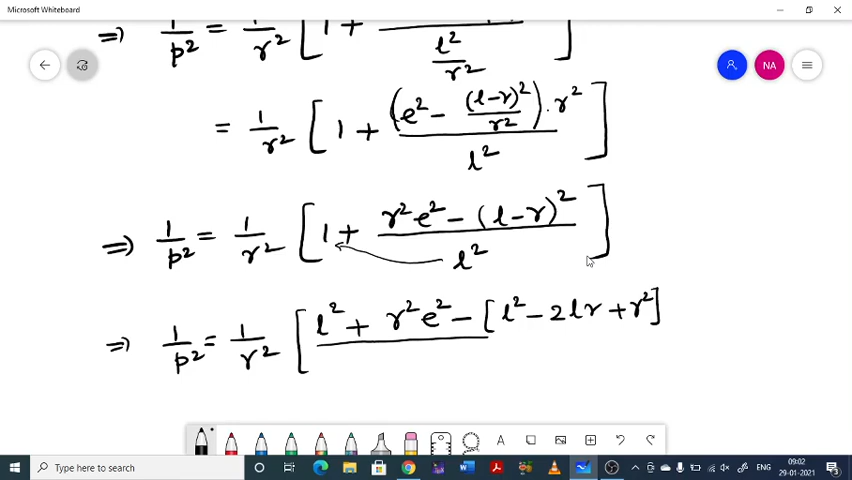 Microsoft Whiteboard
⇒ 1/p² = 1/r² [1 + / l²/r² ]
NA
= 1/r² [1 + (e² - (l-r)²/r²) . r² / l² ]
⇒ 1/p² = 1/r² [1 + r²e² - (l-r)² / l² ]
⇒ 1/p² = 1/r² [ l² + r²e² - [l² - 2lr + r²]
A
Type here to search
ENG
09:02
29-01-2021
3